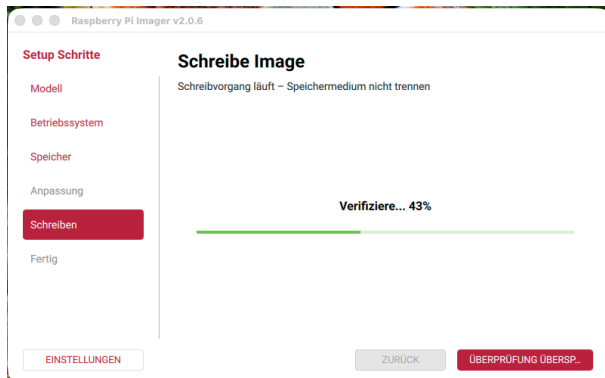 Raspberry Pi Imager v2.0.6
Setup Schritte
Modell
Betriebssystem
Speicher
Anpassung
Schreiben
Fertig
Schreibe Image
Schreibvorgang läuft – Speichermedium nicht trennen
Verifiziere... 43%
EINSTELLUNGEN
ZURÜCK
ÜBERPRÜFUNG ÜBERSP...